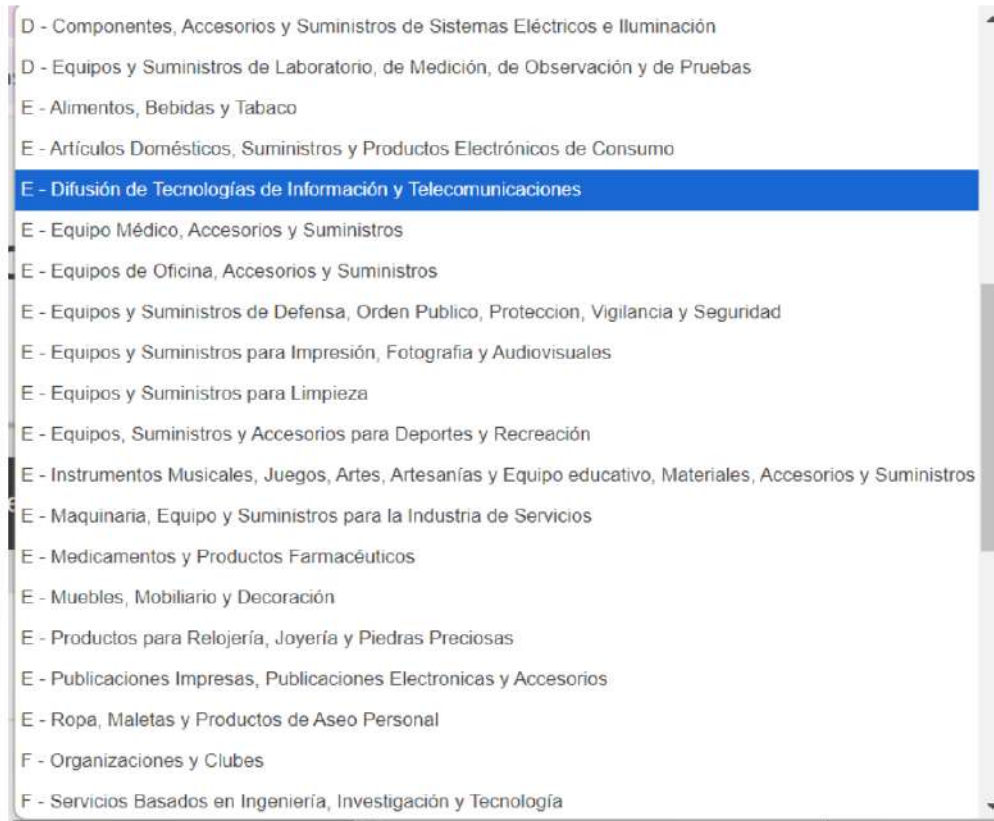 D - Componentes, Accesorios y Suministros de Sistemas Eléctricos e Iluminación
D - Equipos y Suministros de Laboratorio, de Medición, de Observación y de Pruebas
E - Alimentos, Bebidas y Tabaco
E - Artículos Domésticos, Suministros y Productos Electrónicos de Consumo
E - Difusión de Tecnologías de Información y Telecomunicaciones
E - Equipo Médico, Accesorios y Suministros
E - Equipos de Oficina, Accesorios y Suministros
E - Equipos y Suministros de Defensa, Orden Publico, Proteccion, Vigilancia y Seguridad
E - Equipos y Suministros para Impresión, Fotografia y Audiovisuales
E - Equipos y Suministros para Limpieza
E - Equipos, Suministros y Accesorios para Deportes y Recreación
E - Instrumentos Musicales, Juegos, Artes, Artesanías y Equipo educativo, Materiales, Accesorios y Suministros
E - Maquinaria, Equipo y Suministros para la Industria de Servicios
E - Medicamentos y Productos Farmacéuticos
E - Muebles, Mobiliario y Decoración
E - Productos para Relojería, Joyería y Piedras Preciosas
E - Publicaciones Impresas, Publicaciones Electronicas y Accesorios
E - Ropa, Maletas y Productos de Aseo Personal
F - Organizaciones y Clubes
F - Servicios Basados en Ingeniería, Investigación y Tecnología